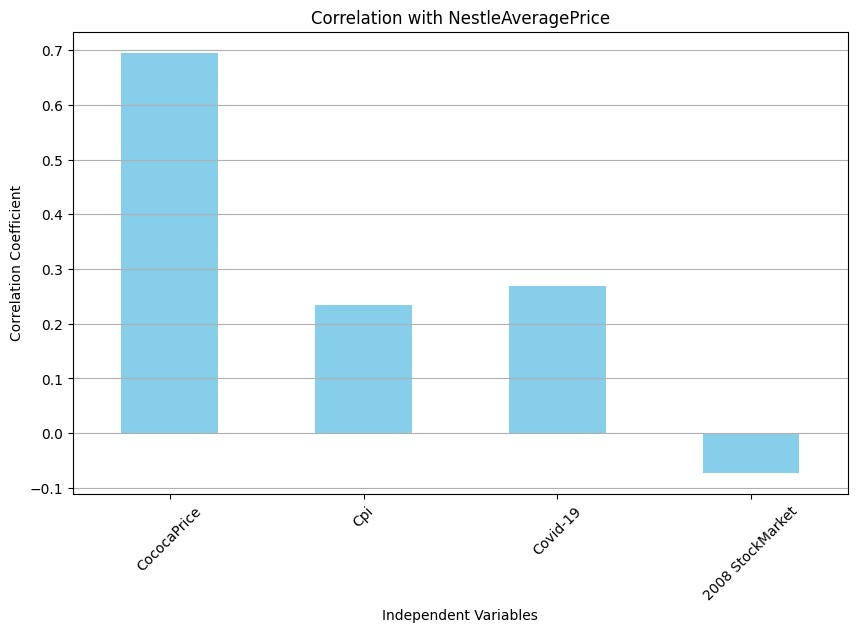 Correlation with NestleAveragePrice
0.7
0.6
0.5
0.4
0.3
0.2
0.1
0.0
−0.1
Correlation Coefficient
CococaPrice
Cpi
Covid-19
2008 StockMarket
Independent Variables